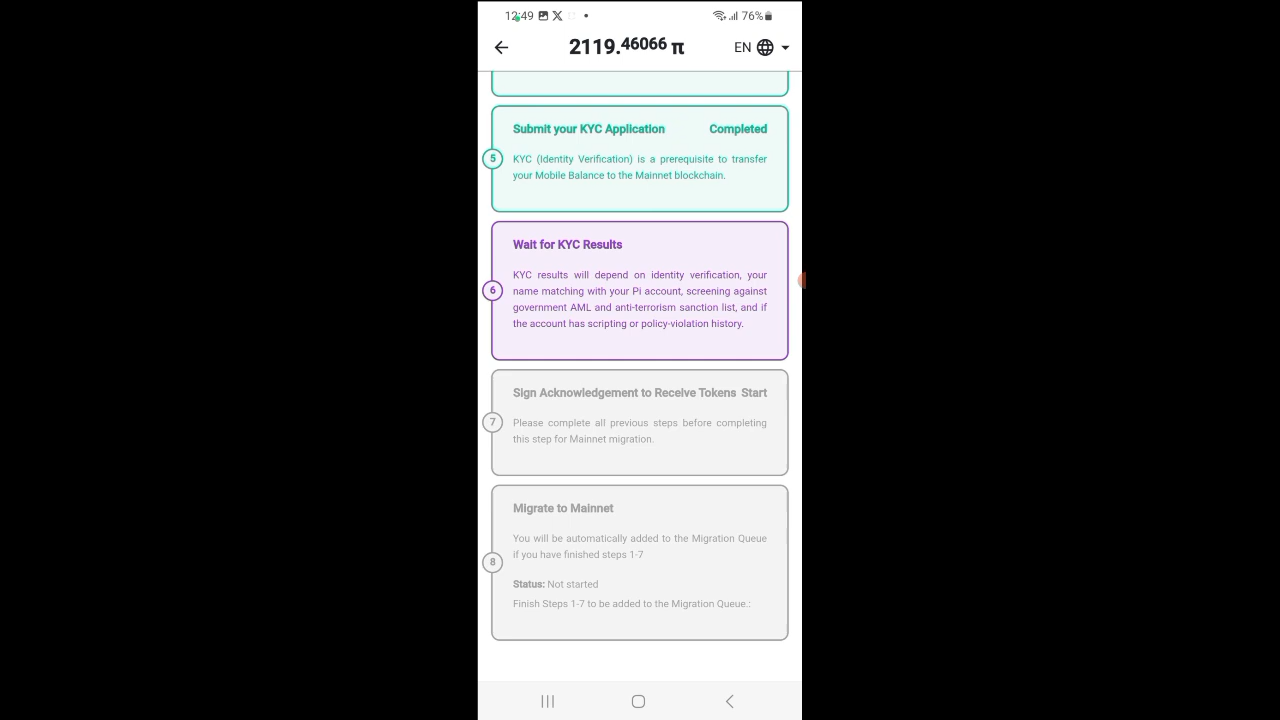 12:49 76%
2119.46066 π EN
Submit your KYC Application Completed
5
KYC (Identity Verification) is a prerequisite to transfer
your Mobile Balance to the Mainnet blockchain.
Wait for KYC Results
6
KYC results will depend on identity verification, your
name matching with your Pi account, screening against
government AML and anti-terrorism sanction list, and if
the account has scripting or policy-violation history.
Sign Acknowledgement to Receive Tokens Start
7
Please complete all previous steps before completing
this step for Mainnet migration.
Migrate to Mainnet
8
You will be automatically added to the Migration Queue
if you have finished steps 1-7
Status: Not started
Finish Steps 1-7 to be added to the Migration Queue.: